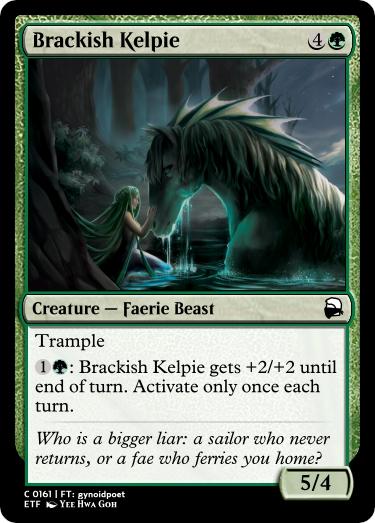 Brackish Kelpie 4
Creature — Faerie Beast
Trample
1: Brackish Kelpie gets +2/+2 until
end of turn. Activate only once each
turn.
Who is a bigger liar: a sailor who never
returns, or a fae who ferries you home?
5/4
C 0161 | FT: gynoidpoet
ETF Yee Hwa Goh